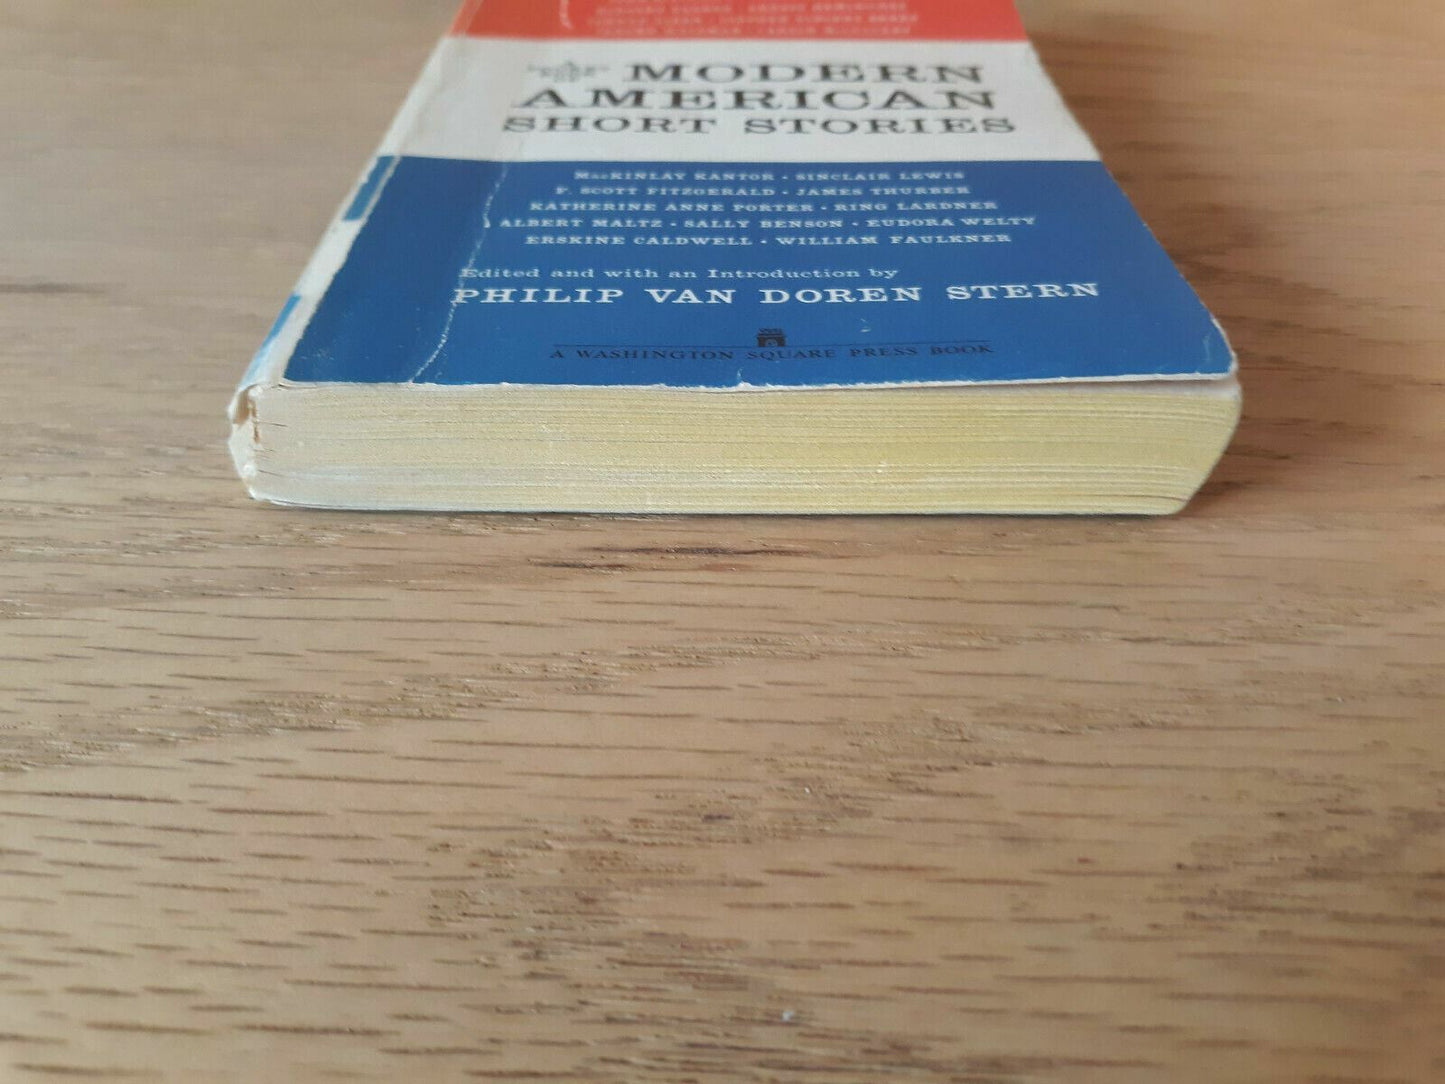 MODERN
AMERICAN
SHORT STORIES
MacKINLAY KANTOR • SINCLAIR LEWIS
F. SCOTT FITZGERALD • JAMES THURBER
KATHERINE ANNE PORTER • RING LARDNER
ALBERT MALTZ • SALLY BENSON • EUDORA WELTY
ERSKINE CALDWELL • WILLIAM FAULKNER
Edited and with an Introduction by
PHILIP VAN DOREN STERN
A WASHINGTON SQUARE PRESS BOOK